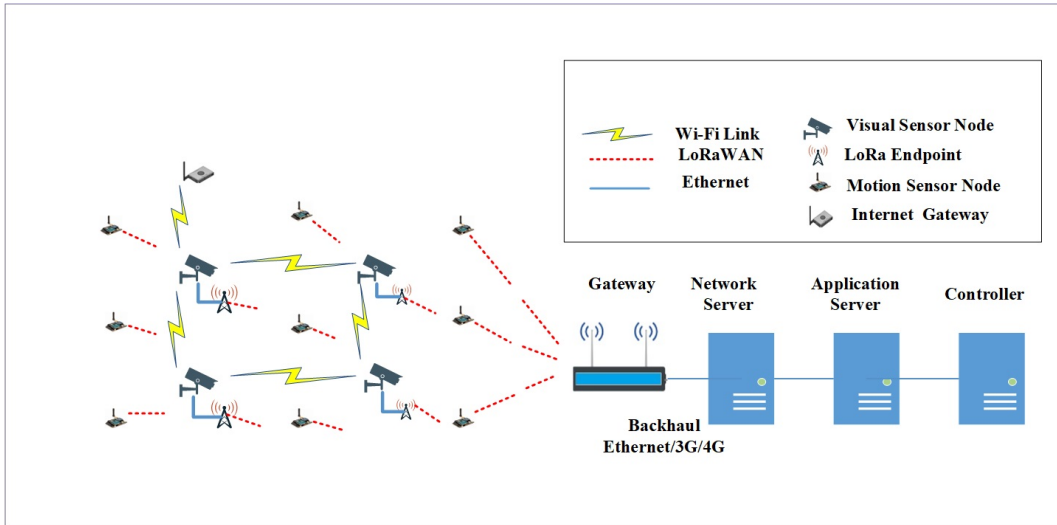 Wi-Fi Link
LoRaWAN
Ethernet
Visual Sensor Node
LoRa Endpoint
Motion Sensor Node
Internet Gateway
Gateway
Network
Server
Application
Server
Controller
Backhaul
Ethernet/3G/4G